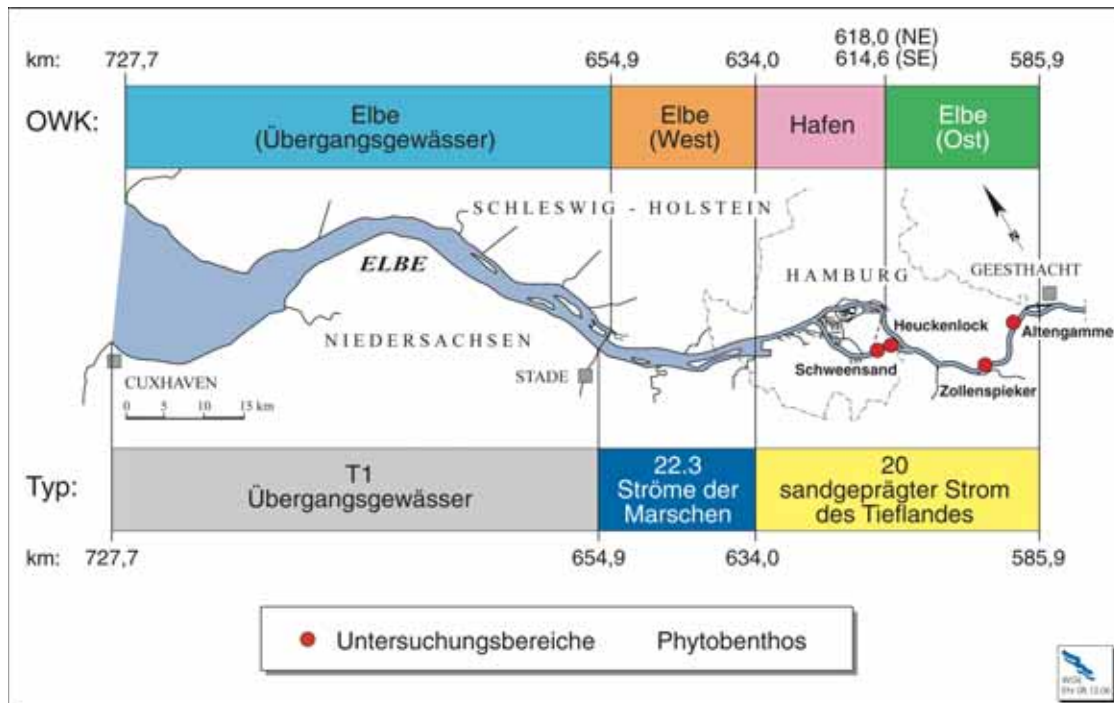 618,0 (NE)
km: 727,7 654,9 634,0 614,6 (SE) 585,9
OWK:
Elbe
(Übergangsgewässer)
Elbe
(West)
Hafen
Elbe
(Ost)
SCHLESWIG - HOLSTEIN
ELBE
N
HAMBURG
GEESTHACHT
NIEDERSACHSEN
Heuckenlock
Altengamme
CUXHAVEN
STADE
Schweensand
Zollenspieker
0 5 10 15 km
Typ:
T1
Übergangsgewässer
22.3
Ströme der
Marschen
20
sandgeprägter Strom
des Tieflandes
km: 727,7 654,9 634,0 585,9
Untersuchungsbereiche Phytobenthos